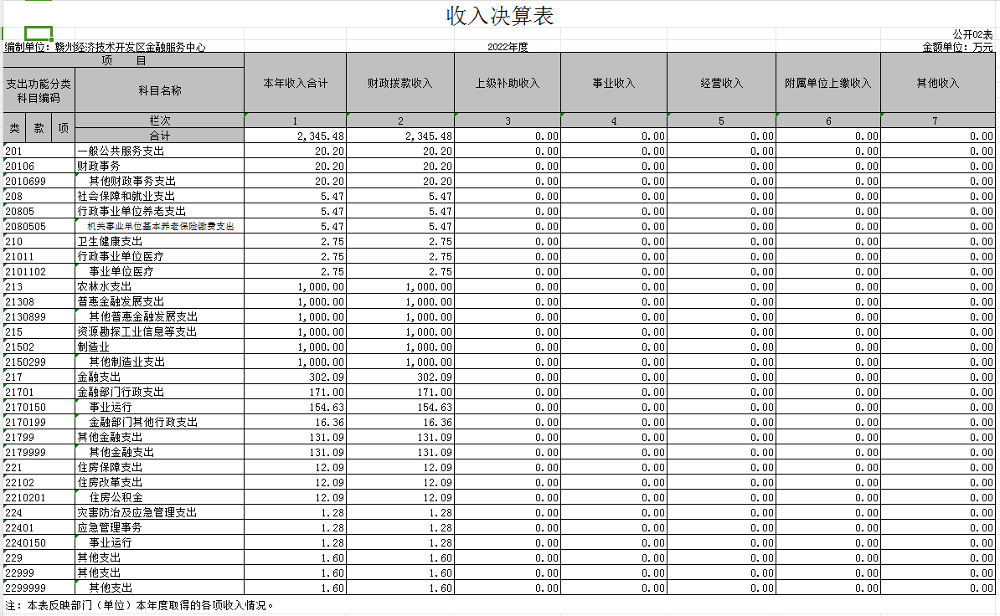 收入决算表
公开02表
编制单位：赣州经济技术开发区金融服务中心 2022年度 金额单位：万元
项 目 本年收入合计 财政拨款收入 上级补助收入 事业收入 经营收入 附属单位上缴收入 其他收入
支出功能分类科目编码 科目名称
类 款 项 栏次 1 2 3 4 5 6 7
合计 2,345.48 2,345.48 0.00 0.00 0.00 0.00 0.00
201 一般公共服务支出 20.20 20.20 0.00 0.00 0.00 0.00 0.00
20106 财政事务 20.20 20.20 0.00 0.00 0.00 0.00 0.00
2010699 其他财政事务支出 20.20 20.20 0.00 0.00 0.00 0.00 0.00
208 社会保障和就业支出 5.47 5.47 0.00 0.00 0.00 0.00 0.00
20805 行政事业单位养老支出 5.47 5.47 0.00 0.00 0.00 0.00 0.00
2080505 机关事业单位基本养老保险缴费支出 5.47 5.47 0.00 0.00 0.00 0.00 0.00
210 卫生健康支出 2.75 2.75 0.00 0.00 0.00 0.00 0.00
21011 行政事业单位医疗 2.75 2.75 0.00 0.00 0.00 0.00 0.00
2101102 事业单位医疗 2.75 2.75 0.00 0.00 0.00 0.00 0.00
213 农林水支出 1,000.00 1,000.00 0.00 0.00 0.00 0.00 0.00
21308 普惠金融发展支出 1,000.00 1,000.00 0.00 0.00 0.00 0.00 0.00
2130899 其他普惠金融发展支出 1,000.00 1,000.00 0.00 0.00 0.00 0.00 0.00
215 资源勘探工业信息等支出 1,000.00 1,000.00 0.00 0.00 0.00 0.00 0.00
21502 制造业 1,000.00 1,000.00 0.00 0.00 0.00 0.00 0.00
2150299 其他制造业支出 1,000.00 1,000.00 0.00 0.00 0.00 0.00 0.00
217 金融支出 302.09 302.09 0.00 0.00 0.00 0.00 0.00
21701 金融部门行政支出 171.00 171.00 0.00 0.00 0.00 0.00 0.00
2170150 事业运行 154.63 154.63 0.00 0.00 0.00 0.00 0.00
2170199 金融部门其他行政支出 16.36 16.36 0.00 0.00 0.00 0.00 0.00
21799 其他金融支出 131.09 131.09 0.00 0.00 0.00 0.00 0.00
2179999 其他金融支出 131.09 131.09 0.00 0.00 0.00 0.00 0.00
221 住房保障支出 12.09 12.09 0.00 0.00 0.00 0.00 0.00
22102 住房改革支出 12.09 12.09 0.00 0.00 0.00 0.00 0.00
2210201 住房公积金 12.09 12.09 0.00 0.00 0.00 0.00 0.00
224 灾害防治及应急管理支出 1.28 1.28 0.00 0.00 0.00 0.00 0.00
22401 应急管理事务 1.28 1.28 0.00 0.00 0.00 0.00 0.00
2240150 事业运行 1.28 1.28 0.00 0.00 0.00 0.00 0.00
229 其他支出 1.60 1.60 0.00 0.00 0.00 0.00 0.00
22999 其他支出 1.60 1.60 0.00 0.00 0.00 0.00 0.00
2299999 其他支出 1.60 1.60 0.00 0.00 0.00 0.00 0.00
注：本表反映部门（单位）本年度取得的各项收入情况。